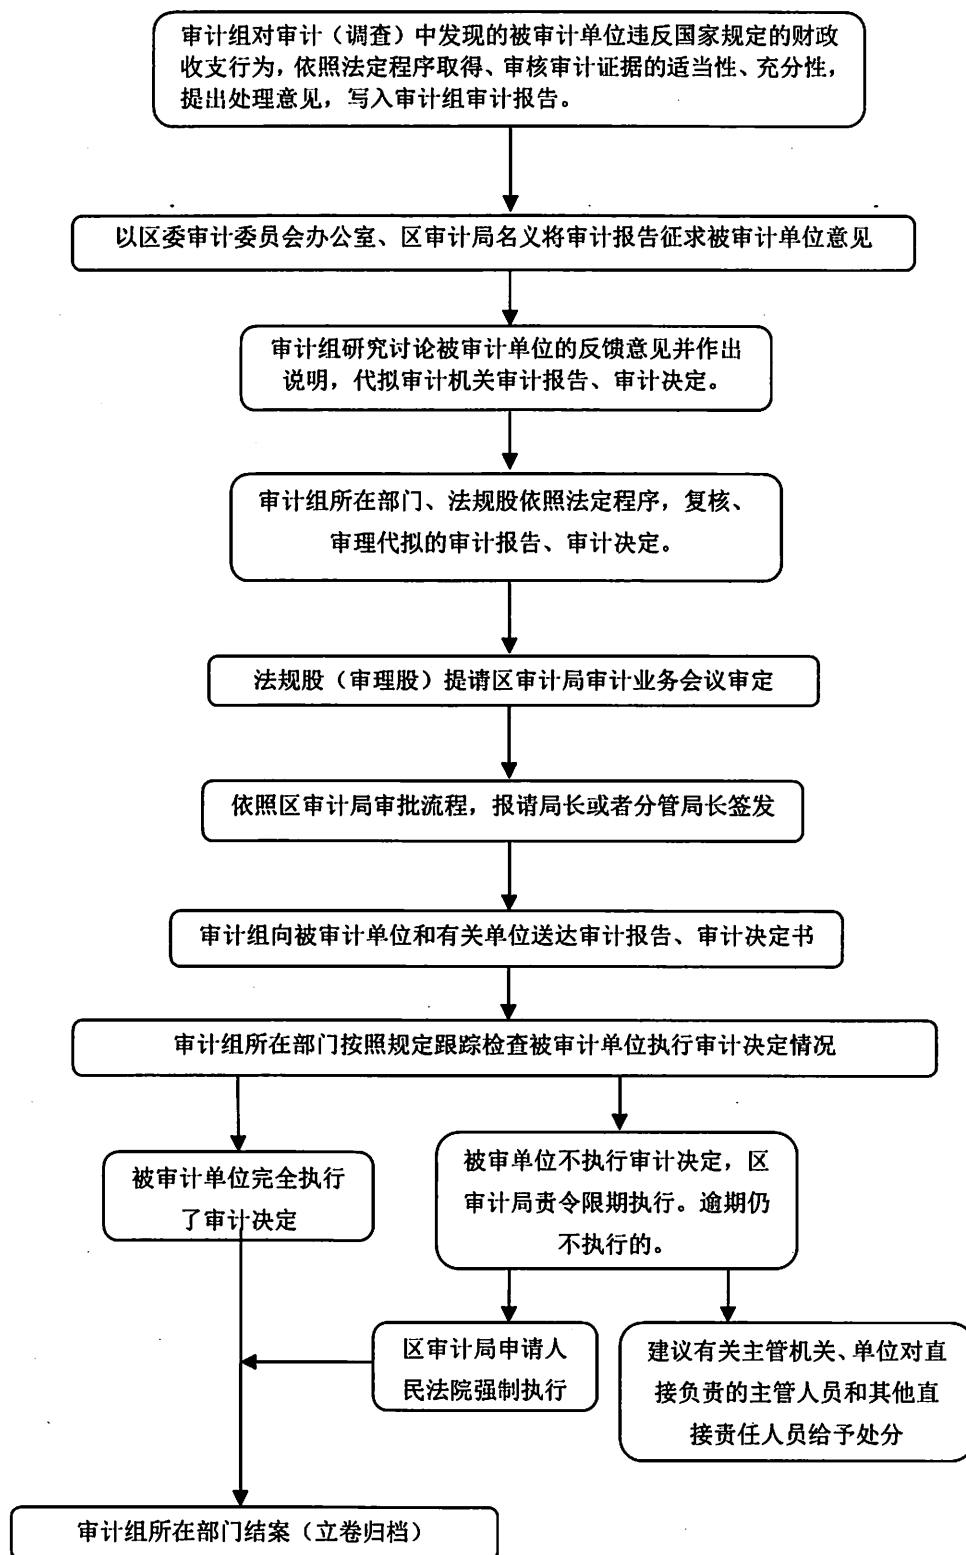 审计组对审计（调查）中发现的被审计单位违反国家规定的财政
收支行为，依照法定程序取得、审核审计证据的适当性、充分性，
提出处理意见，写入审计组审计报告。
以区委审计委员会办公室、区审计局名义将审计报告征求被审计单位意见
审计组研究讨论被审计单位的反馈意见并作出
说明，代拟审计机关审计报告、审计决定。
审计组所在部门、法规股依照法定程序，复核、
审理代拟的审计报告、审计决定。
法规股（审理股）提请区审计局审计业务会议审定
依照区审计局审批流程，报请局长或者分管局长签发
审计组向被审计单位和有关单位送达审计报告、审计决定书
审计组所在部门按照规定跟踪检查被审计单位执行审计决定情况
被审计单位完全执行
了审计决定
被审单位不执行审计决定，区
审计局责令限期执行。逾期仍
不执行的。
区审计局申请人
民法院强制执行
建议有关主管机关、单位对直
接负责的主管人员和其他直
接责任人员给予处分
审计组所在部门结案（立卷归档）